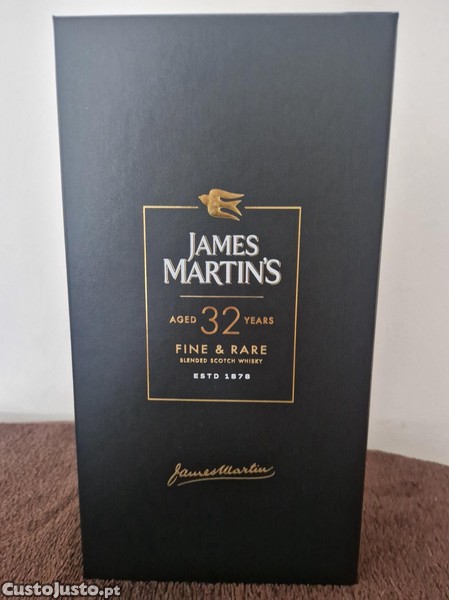 JAMES
MARTIN'S
AGED 32 YEARS
FINE & RARE
BLENDED SCOTCH WHISKY
ESTD 1878
James Martin
CustoJusto.pt